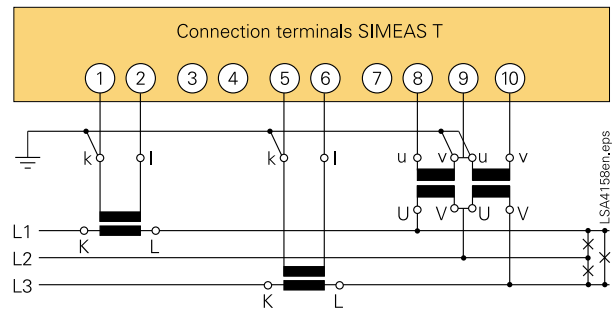 Connection terminals SIMEAS T
1 2 3 4 5 6 7 8 9 10
k l k l u v u v
U V U V
L1
K L
L2
L3
K L
LSA4158en.eps